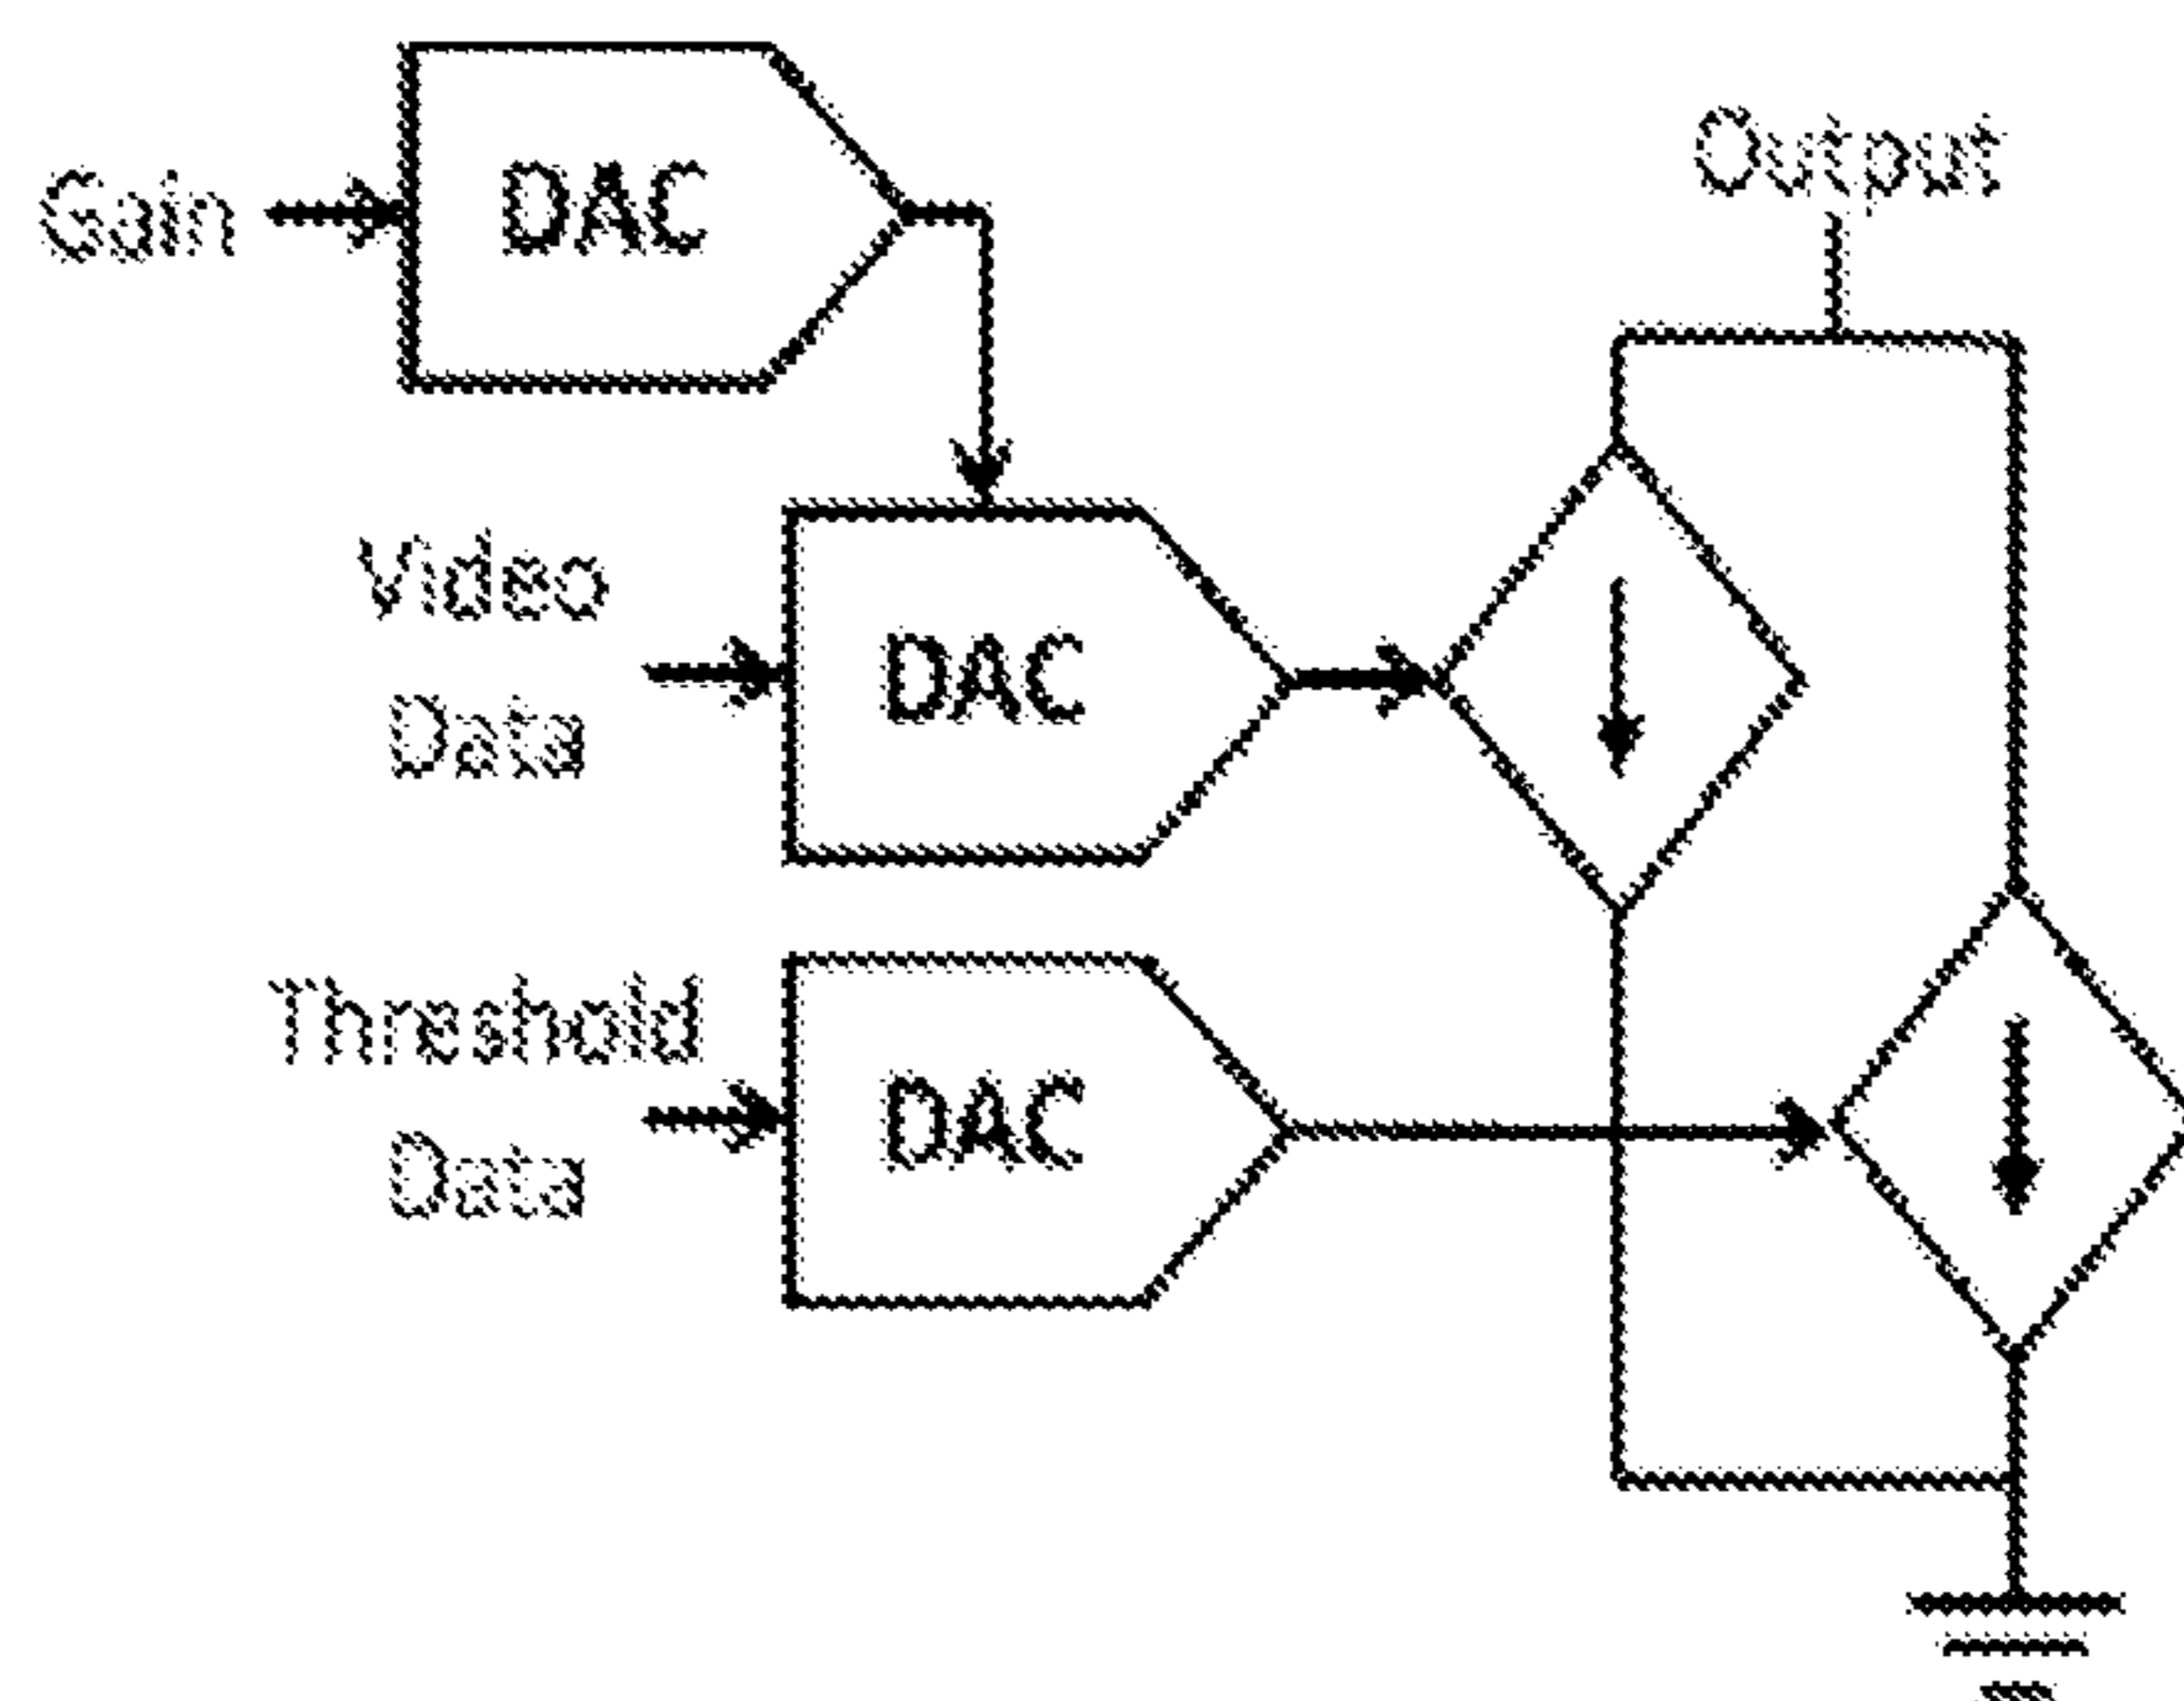 Gain
DAC
Output
Video
Data
DAC
Threshold
Data
DAC